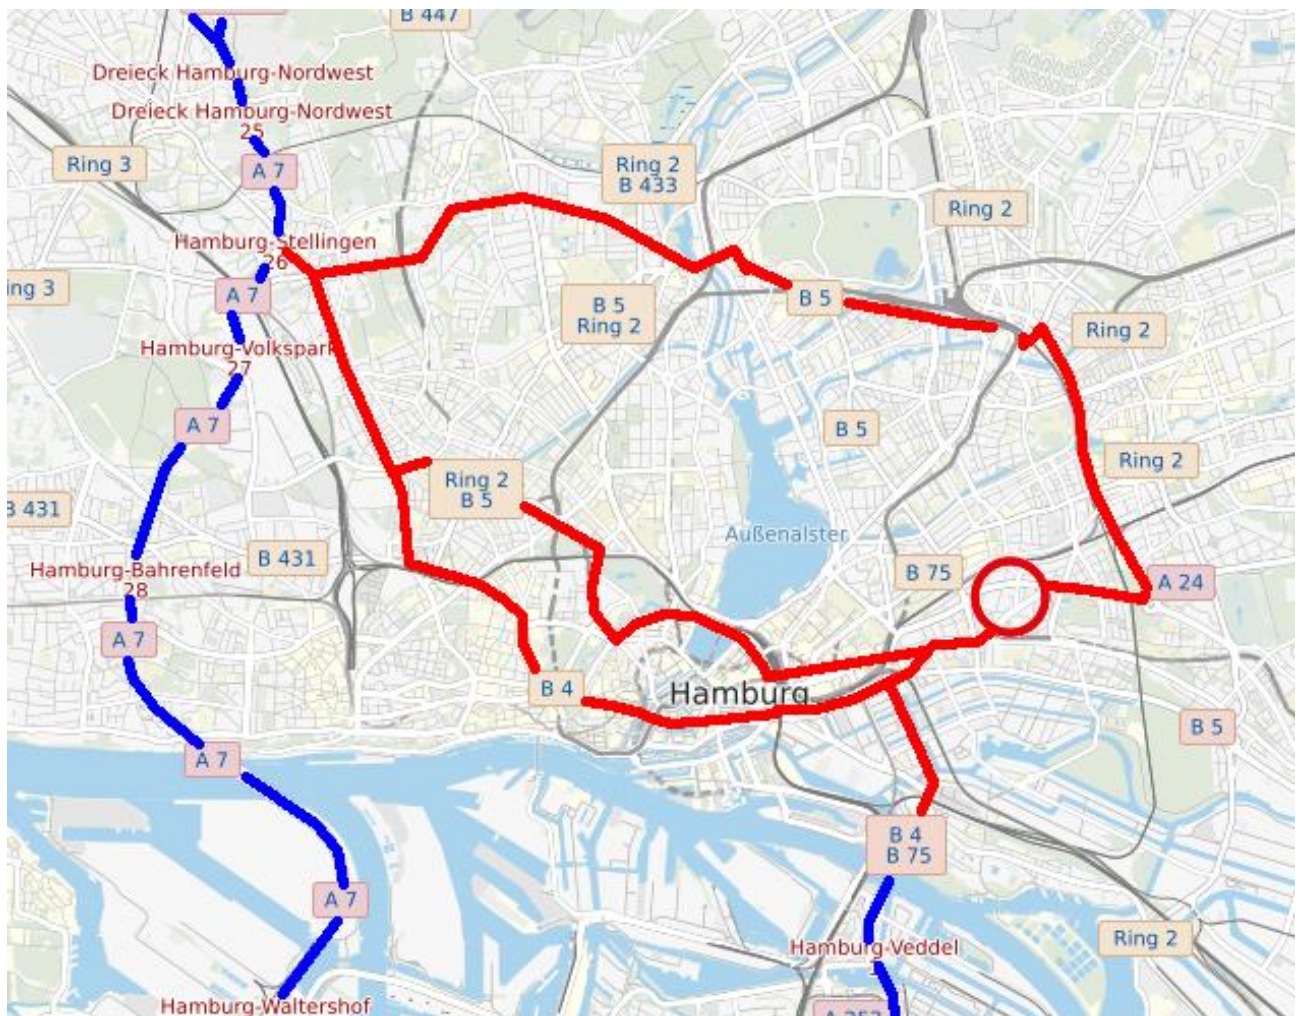 B 447
Dreieck Hamburg-Nordwest
Dreieck Hamburg-Nordwest
25
Ring 3
A 7
Ring 2
B 433
Ring 2
Hamburg-Stellingen
26
ing 3
A 7
B 5
B 5
Ring 2
Ring 2
Hamburg-Volkspark
27
A 7
B 5
Ring 2
Ring 2
B 5
B 431
Außenalster
B 431
Hamburg-Bahrenfeld
28
B 75
A 24
A 7
B 4
Hamburg
B 5
A 7
B 4
B 75
A 7
Ring 2
Hamburg-Veddel
Hamburg-Waltershof
A 253